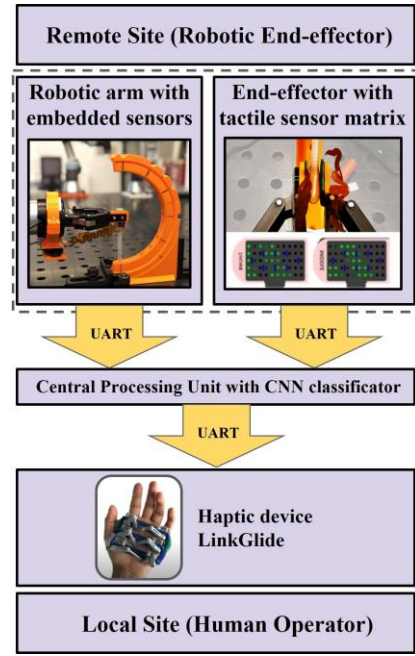 Remote Site (Robotic End-effector)
Robotic arm with
embedded sensors
End-effector with
tactile sensor matrix
UART
UART
Central Processing Unit with CNN classificator
UART
Haptic device
LinkGlide
Local Site (Human Operator)